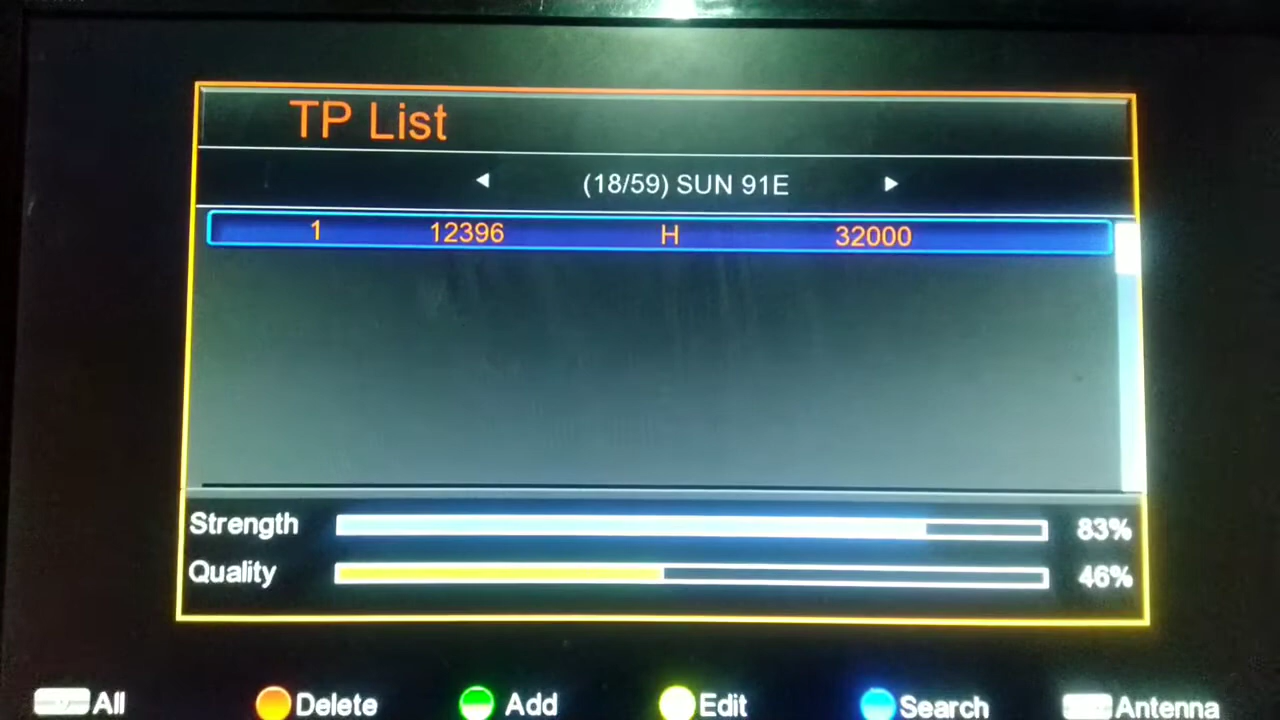 TP List
(18/59) SUN 91E
1 12396 H 32000
Strength 83%
Quality 46%
All Delete Add Edit Search Antenna